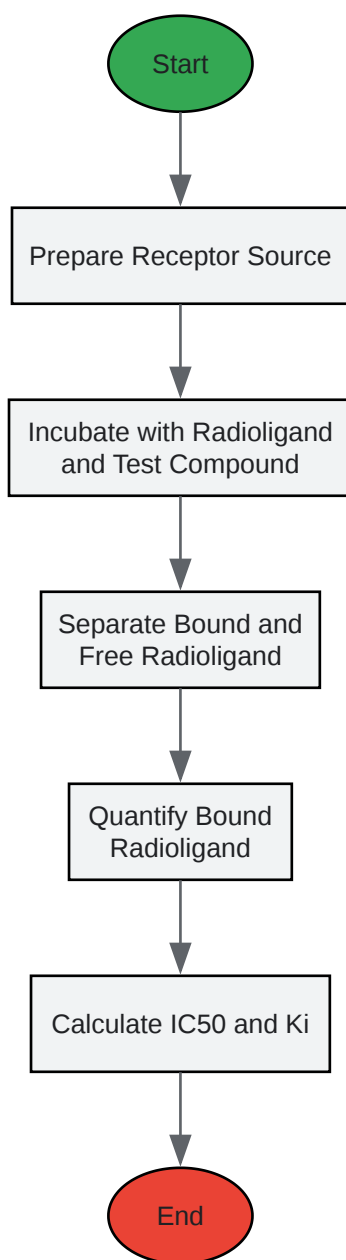 Start
Prepare Receptor Source
Incubate with Radioligand
and Test Compound
Separate Bound and
Free Radioligand
Quantify Bound
Radioligand
Calculate IC50 and Ki
End